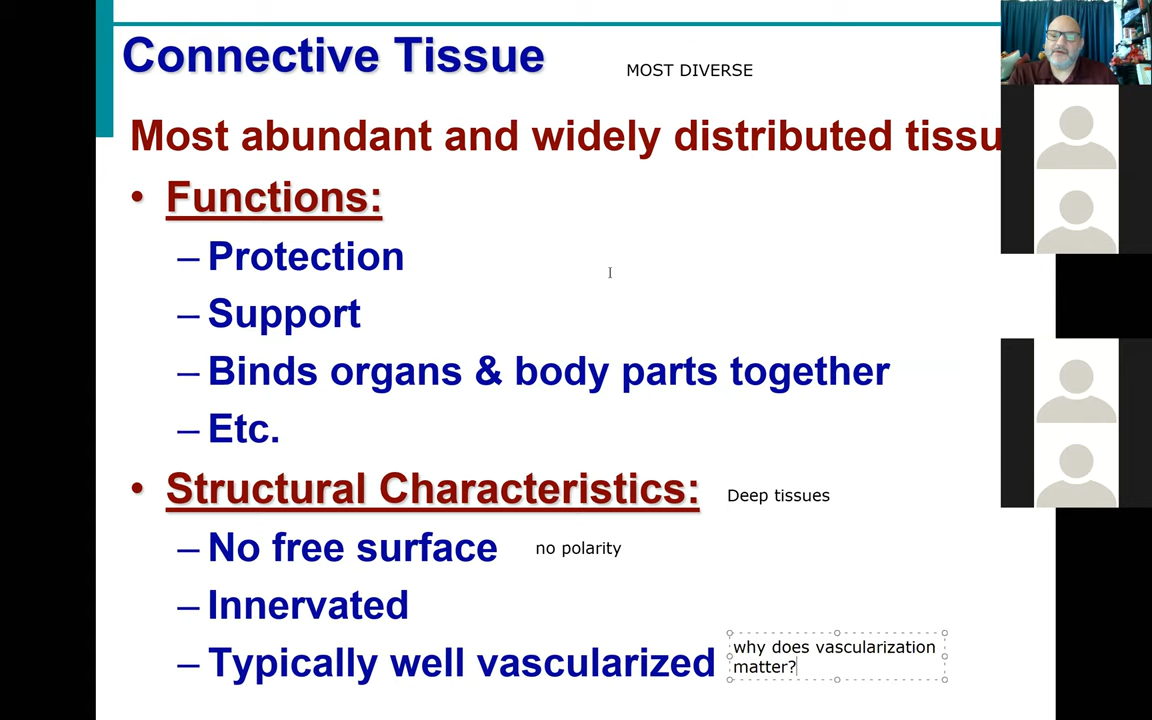 Connective Tissue
MOST DIVERSE
Most abundant and widely distributed tissu
• Functions:
– Protection
– Support
– Binds organs & body parts together
– Etc.
• Structural Characteristics:
Deep tissues
– No free surface
no polarity
– Innervated
– Typically well vascularized
why does vascularization
matter?